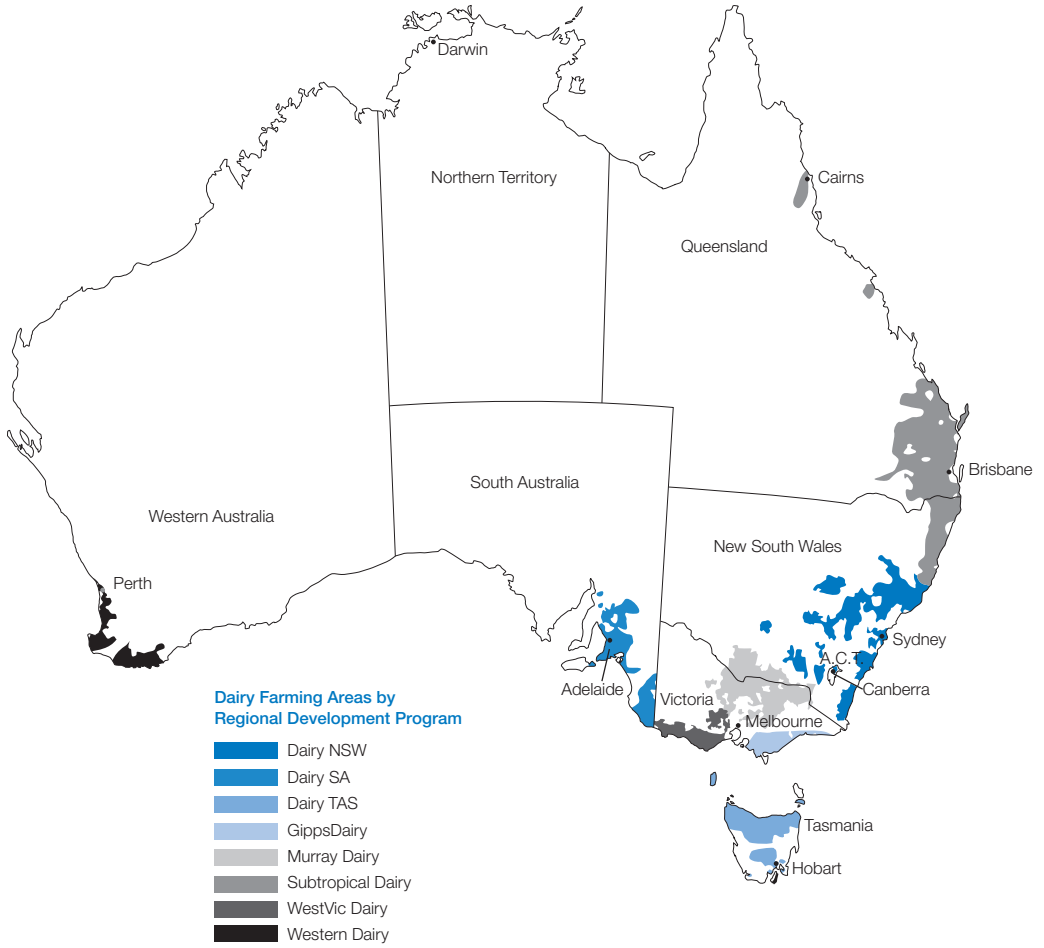 Darwin
Northern Territory
Cairns
Queensland
Brisbane
South Australia
Western Australia
New South Wales
Perth
Sydney
A.C.T.
Adelaide
Canberra
Victoria
Melbourne
Dairy Farming Areas by
Regional Development Program
Dairy NSW
Dairy SA
Dairy TAS
GippsDairy
Murray Dairy
Subtropical Dairy
WestVic Dairy
Western Dairy
Tasmania
Hobart